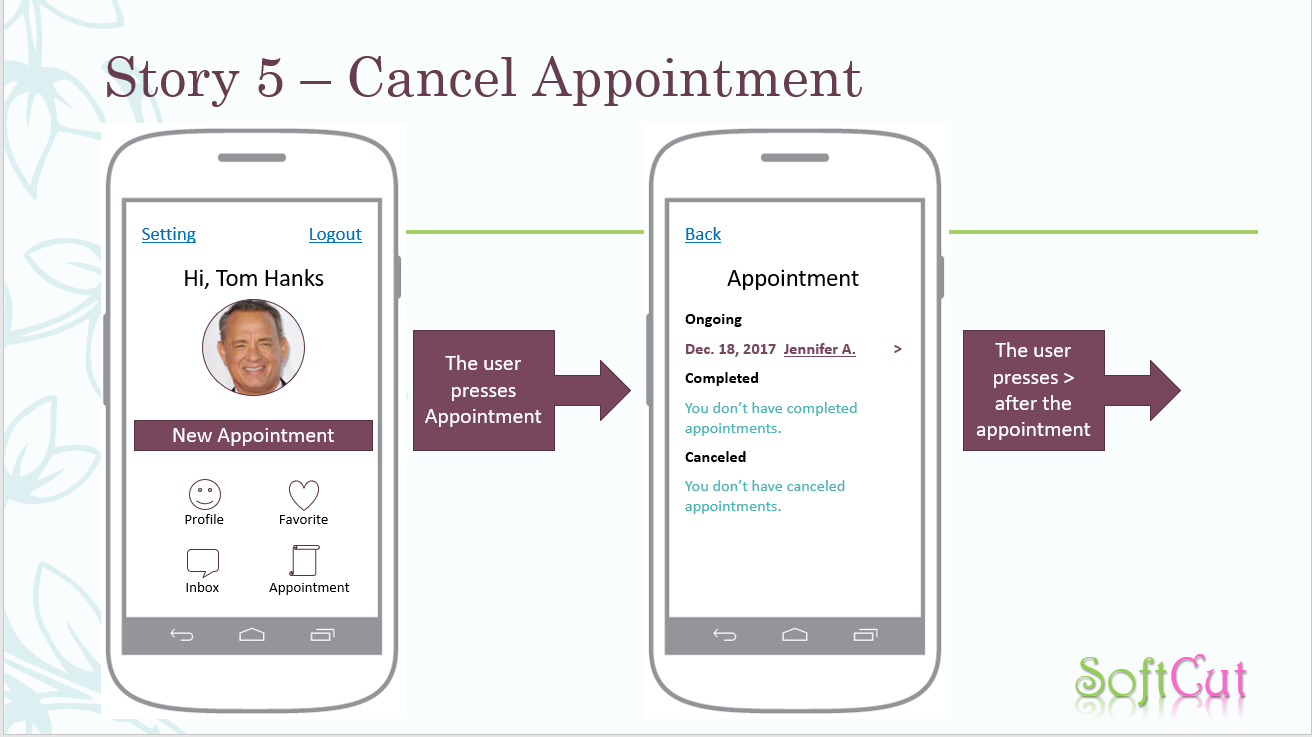 Story 5 – Cancel Appointment
Setting Logout
Hi, Tom Hanks
New Appointment
Profile Favorite
Inbox Appointment
The user
presses
Appointment
Back
Appointment
Ongoing
Dec. 18, 2017 Jennifer A. >
Completed
You don’t have completed
appointments.
Canceled
You don’t have canceled
appointments.
The user
presses >
after the
appointment
SoftCut